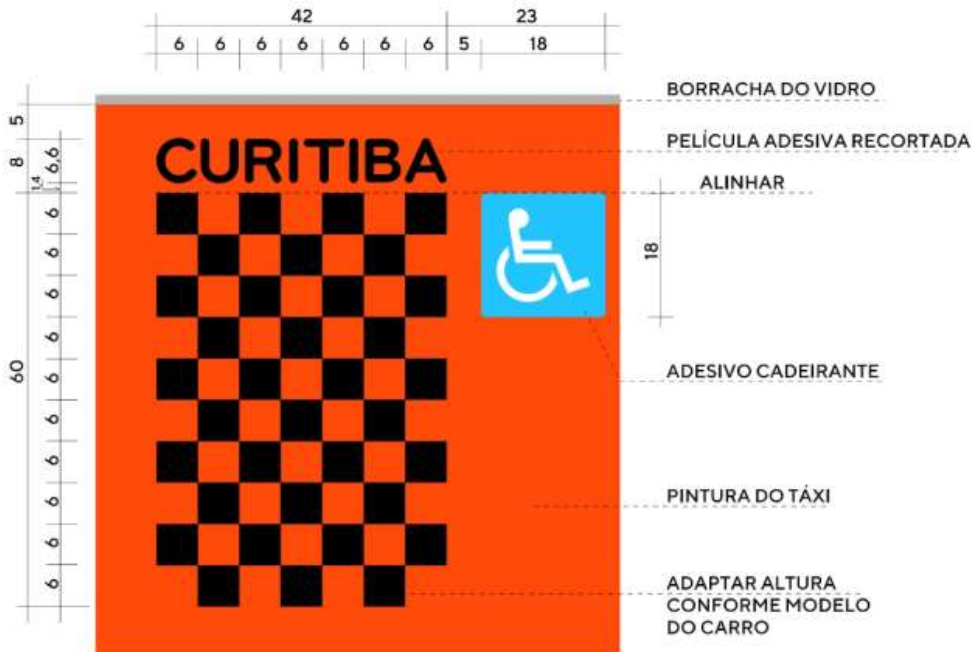 42 23
6 6 6 6 6 6 6 5 18
BORRACHA DO VIDRO
5
CURITIBA
PELÍCULA ADESIVA RECORTADA
8 6,6
1,4
ALINHAR
6
6
18
6
6
60
6
ADESIVO CADEIRANTE
6
6
6
PINTURA DO TÁXI
6
6
ADAPTAR ALTURA
CONFORME MODELO
DO CARRO